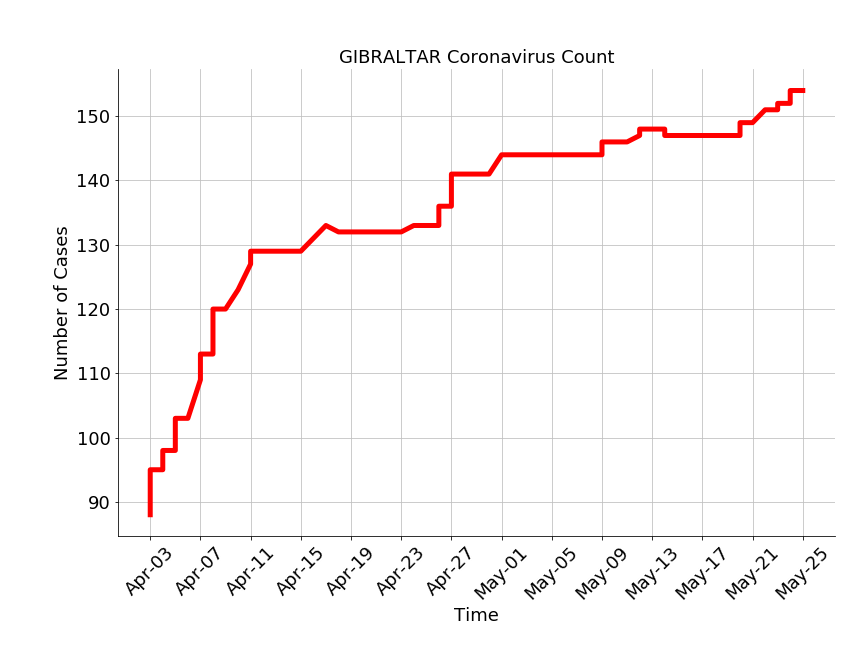 GIBRALTAR Coronavirus Count
Number of Cases
150
140
130
120
110
100
90
Apr-03
Apr-07
Apr-11
Apr-15
Apr-19
Apr-23
Apr-27
May-01
May-05
May-09
May-13
May-17
May-21
May-25
Time